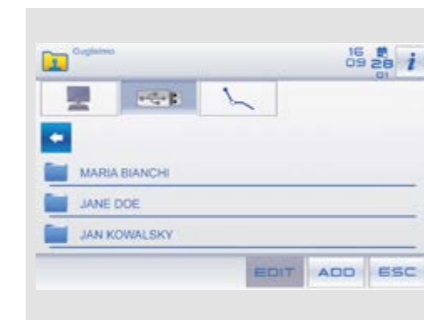 Guglielmo
16 09
28 01
i
MARIA BIANCHI
JANE DOE
JAN KOWALSKY
EDIT ADD ESC